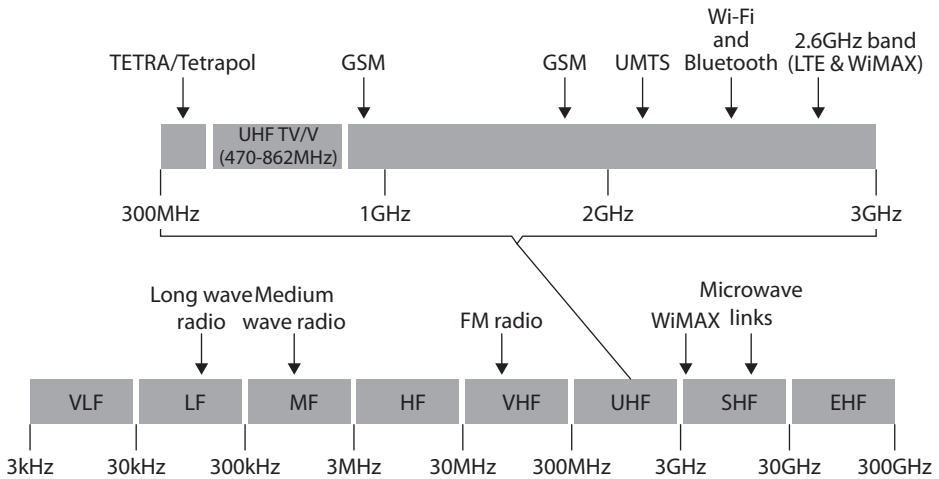 Wi-Fi
and
Bluetooth
2.6GHz band
(LTE & WiMAX)
TETRA/Tetrapol
GSM
GSM
UMTS
UHF TV/V
(470-862MHz)
300MHz
1GHz
2GHz
3GHz
Long wave
radio
Medium
wave radio
FM radio
WiMAX
Microwave
links
VLF
LF
MF
HF
VHF
UHF
SHF
EHF
3kHz
30kHz
300kHz
3MHz
30MHz
300MHz
3GHz
30GHz
300GHz